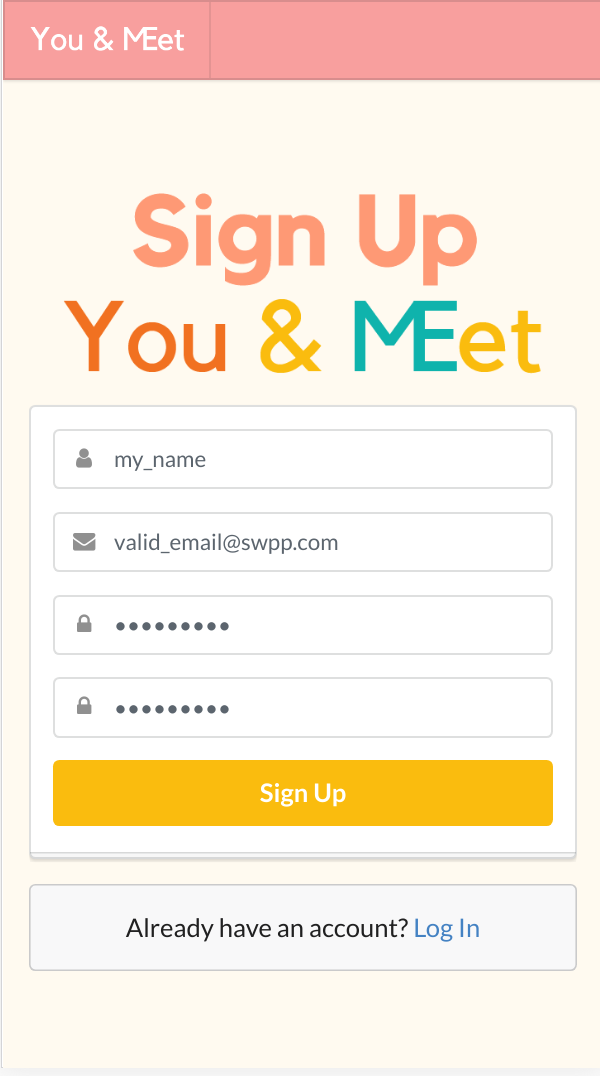 You & MEet
Sign Up
You & MEet
my_name
valid_email@swpp.com
•••••••••
•••••••••
Sign Up
Already have an account? Log In